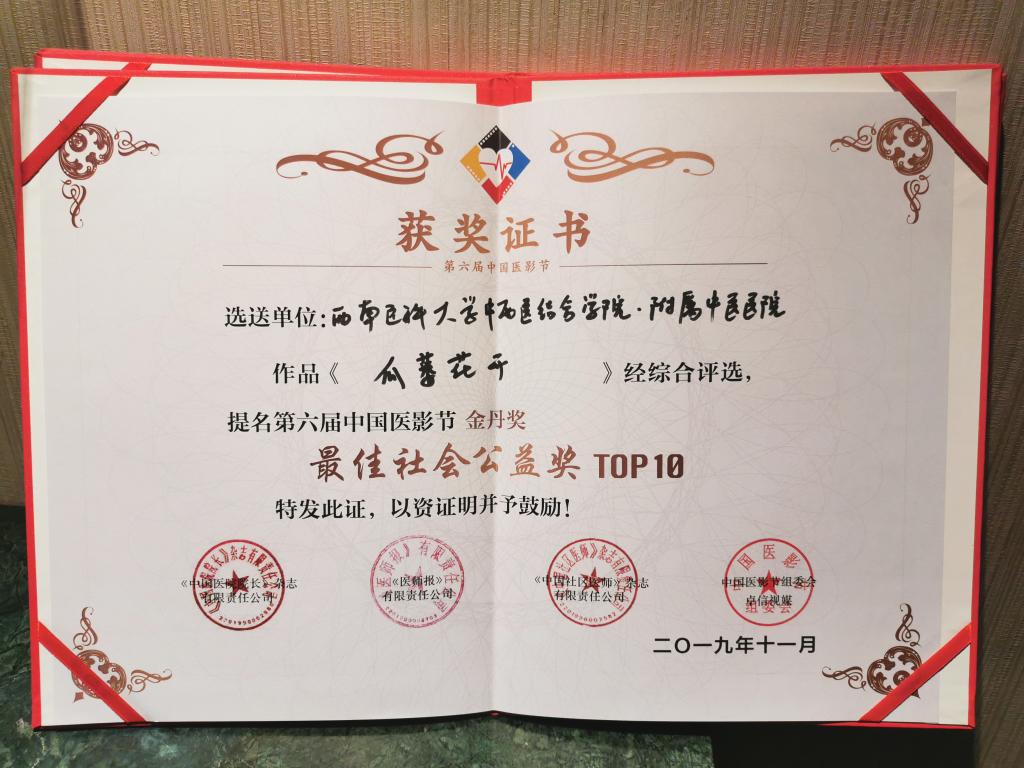 获奖证书
第六届中国医影节
选送单位:西南医科大学中西医结合学院·附属中医医院
作品《 瓜蒌花开 》经综合评选,
提名第六届中国医影节 金丹奖
最佳社会公益奖 TOP10
特发此证,以资证明并予鼓励!
《中国医院院长》杂志
有限责任公司
《医师报》
有限责任公司
《中国社区医师》杂志
有限责任公司
中国医影节组委会
卓信视媒
二〇一九年十一月